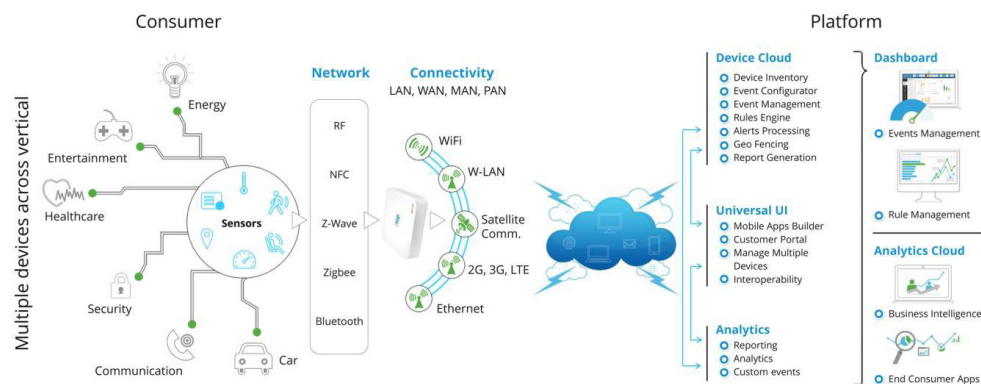 Consumer
Platform
Multiple devices across vertical
Energy
Entertainment
Healthcare
Security
Communication
Car
Sensors
Network
RF
NFC
Z-Wave
Zigbee
Bluetooth
Connectivity
LAN, WAN, MAN, PAN
WiFi
W-LAN
Satellite
Comm.
2G, 3G, LTE
Ethernet
Device Cloud
Device Inventory
Event Configurator
Event Management
Rules Engine
Alerts Processing
Geo Fencing
Report Generation
Universal UI
Mobile Apps Builder
Customer Portal
Manage Multiple
Devices
Interoperability
Analytics
Reporting
Analytics
Custom events
Dashboard
Events Management
Rule Management
Analytics Cloud
Business Intelligence
End Consumer Apps